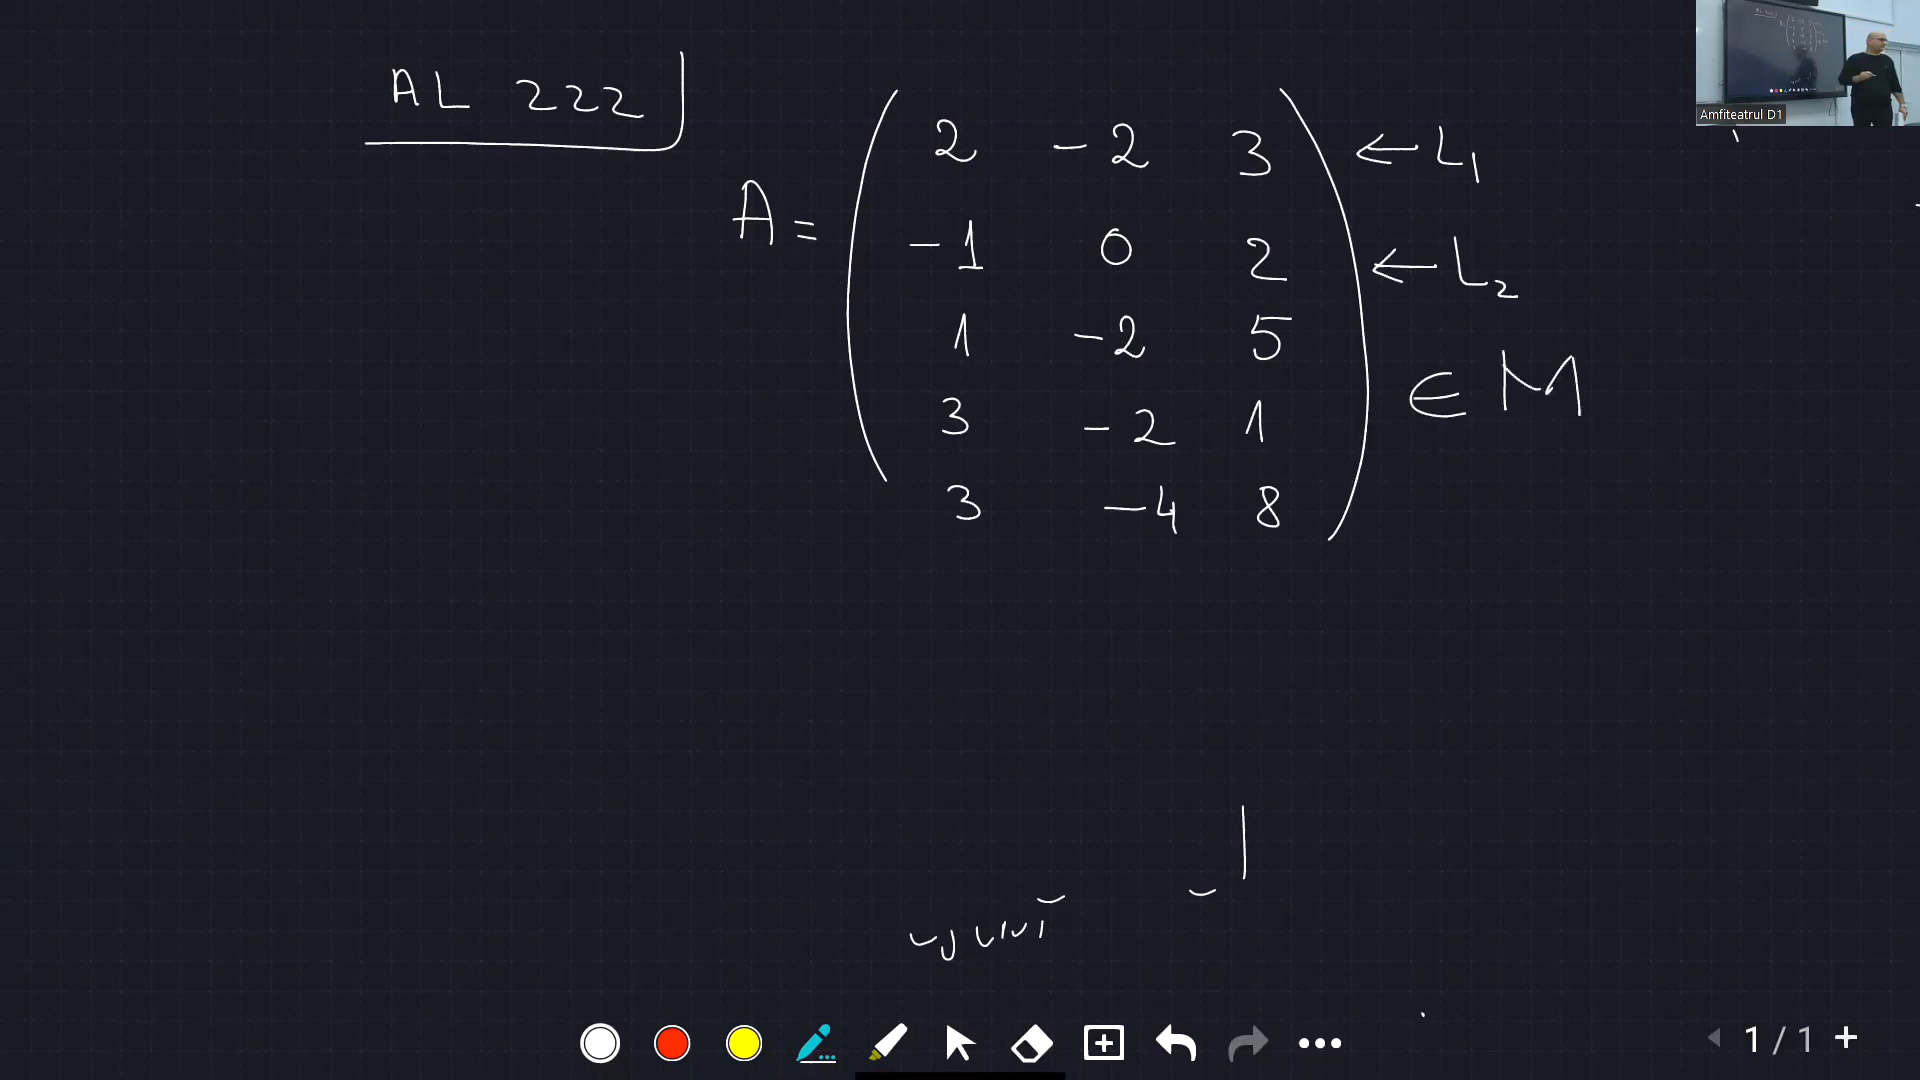 AL 222
A = ( 2 -2 3 ) ← L₁
-1 0 2 ← L₂
1 -2 5
3 -2 1 ∈ M
3 -4 8
Amfiteatrul D1
1 / 1 +